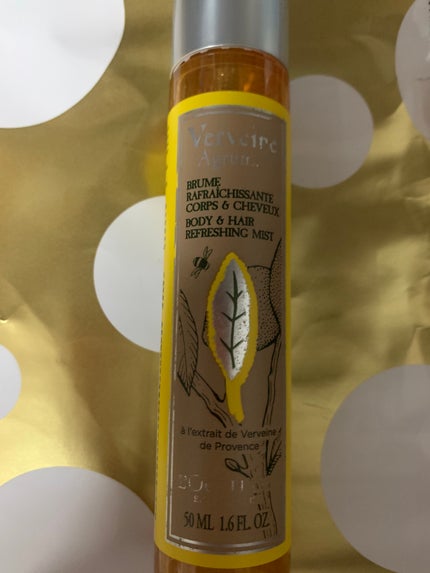 Verveine
BRUME
RAFRAÎCHISSANTE
CORPS & CHEVEUX
BODY & HAIR
REFRESHING MIST
à l'extrait de Verveine
de Provence
50 ML 1.6 FL. OZ